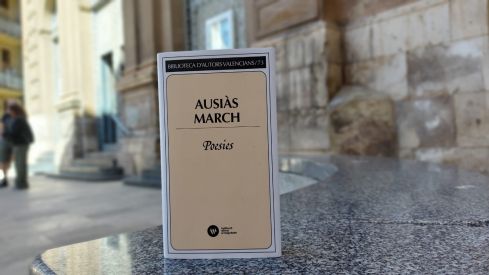 BIBLIOTECA D'AUTORS VALENCIANS/73
AUSIÀS
MARCH
Poesies